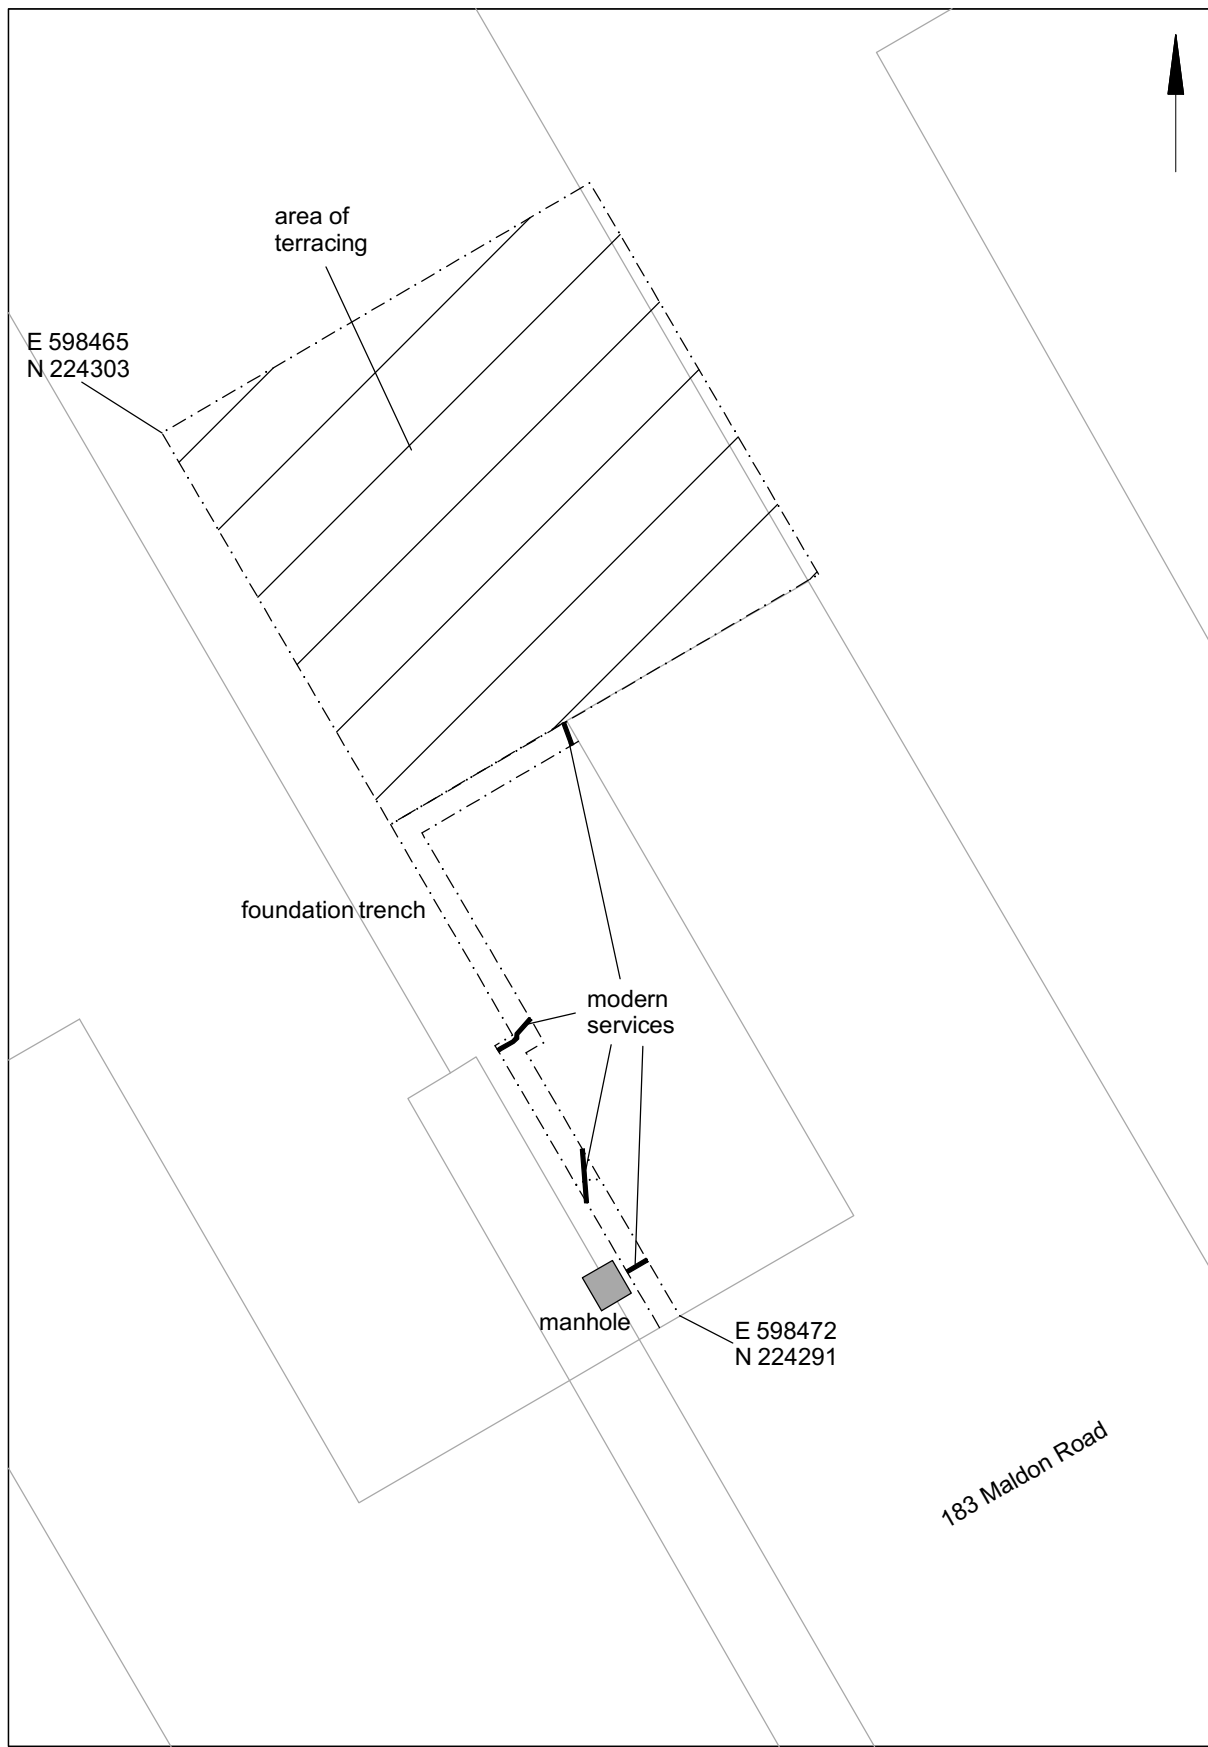 area of
terracing
E 598465
N 224303
foundation trench
modern
services
manhole
E 598472
N 224291
183 Maldon Road